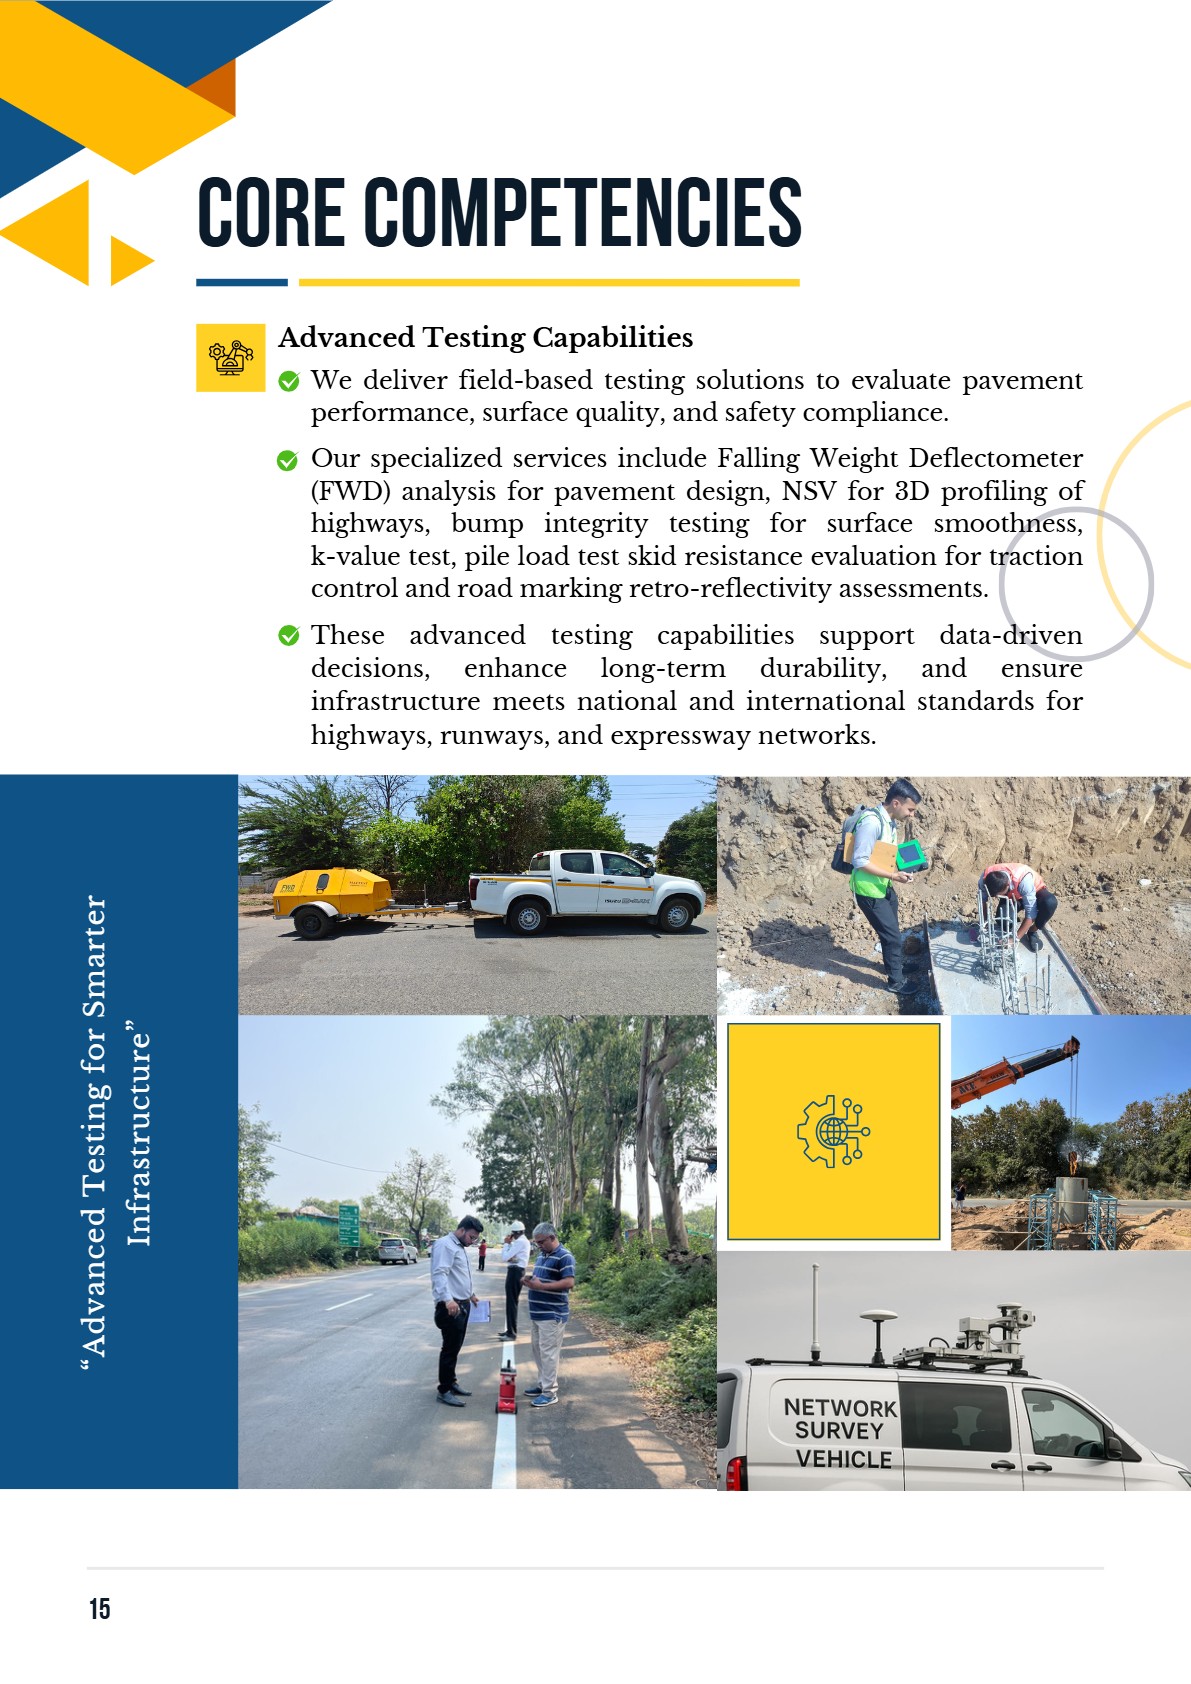 CORE COMPETENCIES
Advanced Testing Capabilities
We deliver field-based testing solutions to evaluate pavement
performance, surface quality, and safety compliance.
Our specialized services include Falling Weight Deflectometer
(FWD) analysis for pavement design, NSV for 3D profiling of
highways, bump integrity testing for surface smoothness,
k-value test, pile load test skid resistance evaluation for traction
control and road marking retro-reflectivity assessments.
These advanced testing capabilities support data-driven
decisions, enhance long-term durability, and ensure
infrastructure meets national and international standards for
highways, runways, and expressway networks.
“Advanced Testing for Smarter
Infrastructure”
FWD
ACE
NETWORK
SURVEY
VEHICLE
15